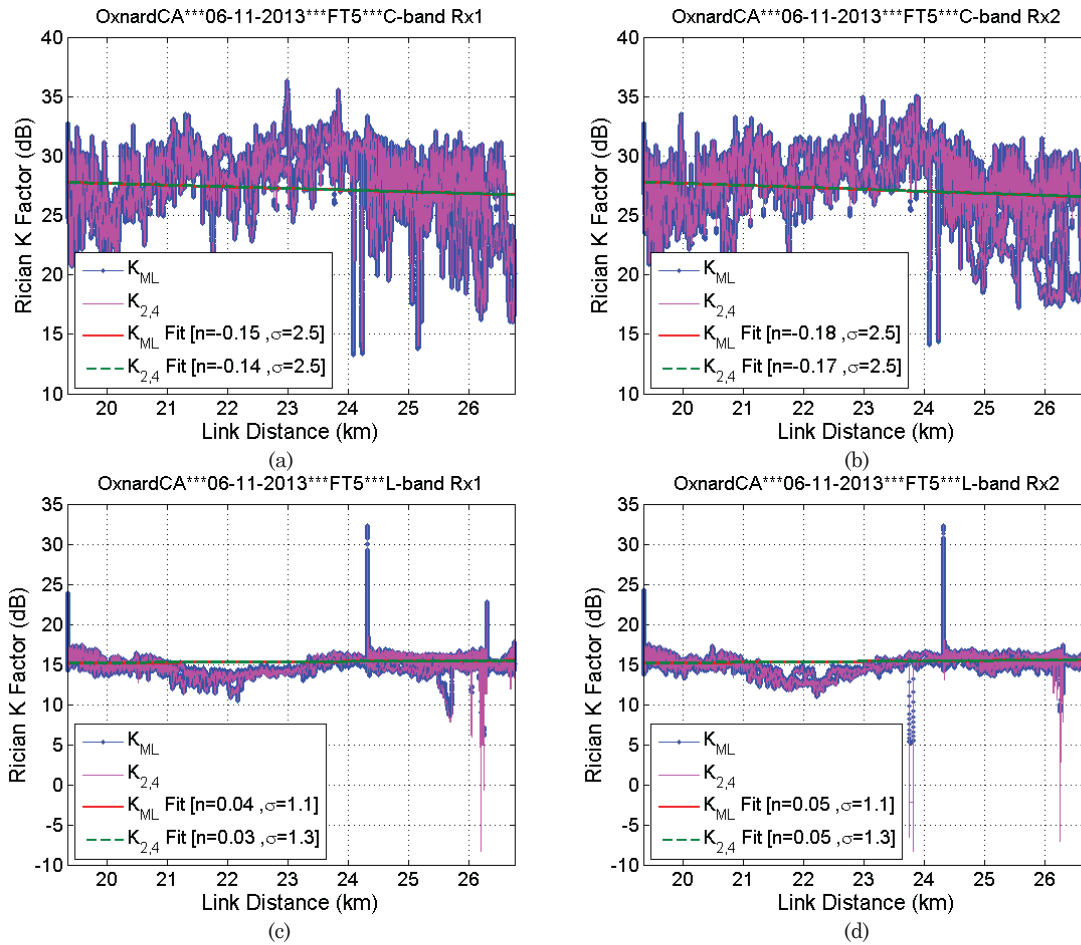 OxnardCA***06-11-2013***FT5***C-band Rx1
40
35
30
25
20
15
10
Rician K Factor (dB)
K_ML
K_2,4
K_ML Fit [n=-0.15 ,σ=2.5]
K_2,4 Fit [n=-0.14 ,σ=2.5]
20 21 22 23 24 25 26
Link Distance (km)
(a)
OxnardCA***06-11-2013***FT5***C-band Rx2
40
35
30
25
20
15
10
Rician K Factor (dB)
K_ML
K_2,4
K_ML Fit [n=-0.18 ,σ=2.5]
K_2,4 Fit [n=-0.17 ,σ=2.5]
20 21 22 23 24 25 26
Link Distance (km)
(b)
OxnardCA***06-11-2013***FT5***L-band Rx1
35
30
25
20
15
10
5
0
-5
-10
Rician K Factor (dB)
K_ML
K_2,4
K_ML Fit [n=0.04 ,σ=1.1]
K_2,4 Fit [n=0.03 ,σ=1.3]
20 21 22 23 24 25 26
Link Distance (km)
(c)
OxnardCA***06-11-2013***FT5***L-band Rx2
35
30
25
20
15
10
5
0
-5
-10
Rician K Factor (dB)
K_ML
K_2,4
K_ML Fit [n=0.05 ,σ=1.1]
K_2,4 Fit [n=0.05 ,σ=1.3]
20 21 22 23 24 25 26
Link Distance (km)
(d)